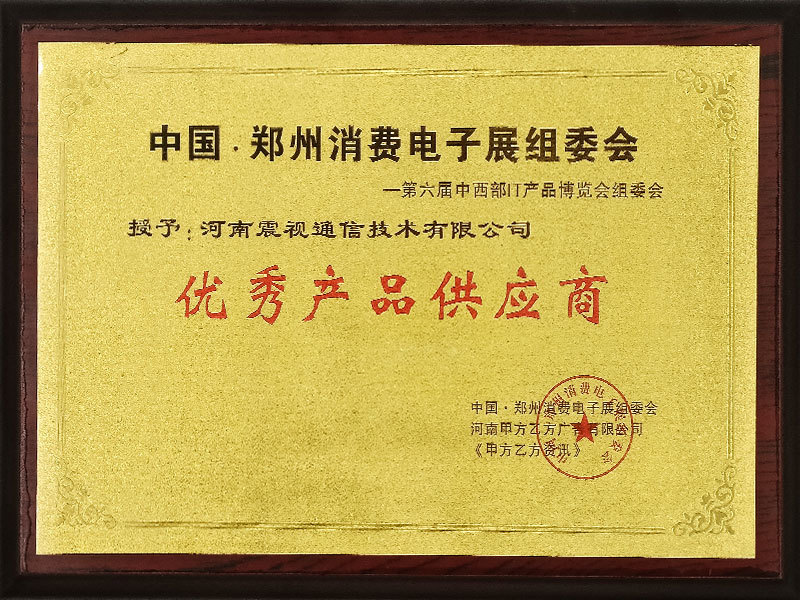 中国·郑州消费电子展组委会
—第六届中西部IT产品博览会组委会
授予：河南震视通信技术有限公司
优秀产品供应商
中国·郑州消费电子展组委会
河南甲方乙方广告有限公司
《甲方乙方资讯》